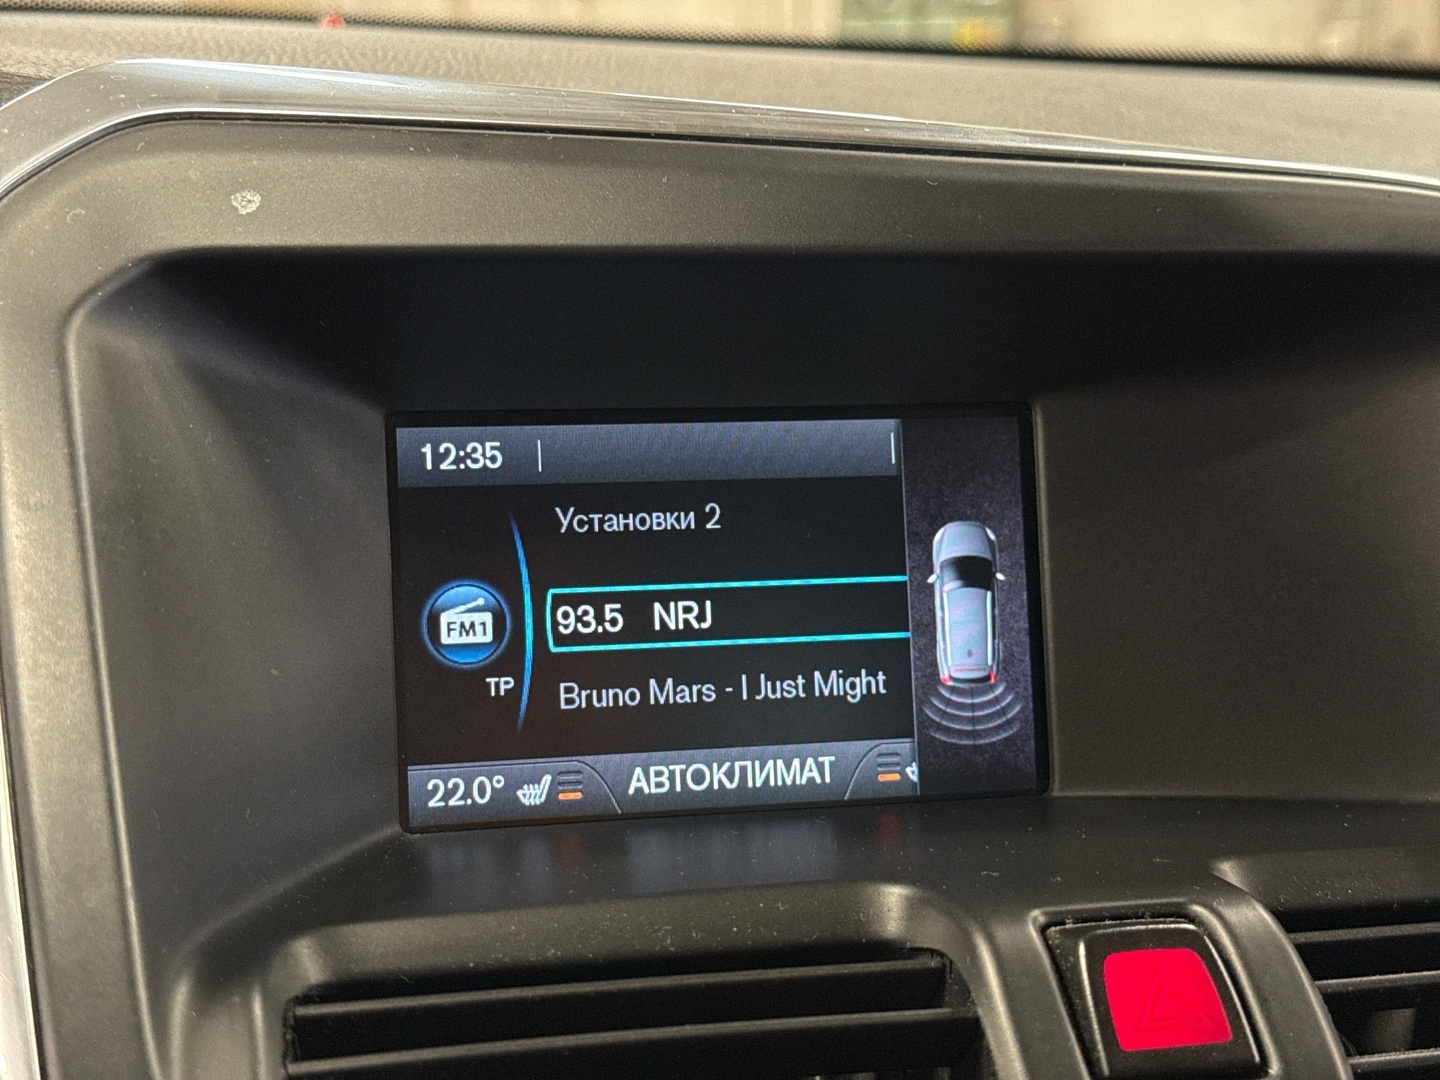 12:35
Установки 2
93.5 NRJ
FM1
TP
Bruno Mars - I Just Might
22.0° АВТОКЛИМАТ